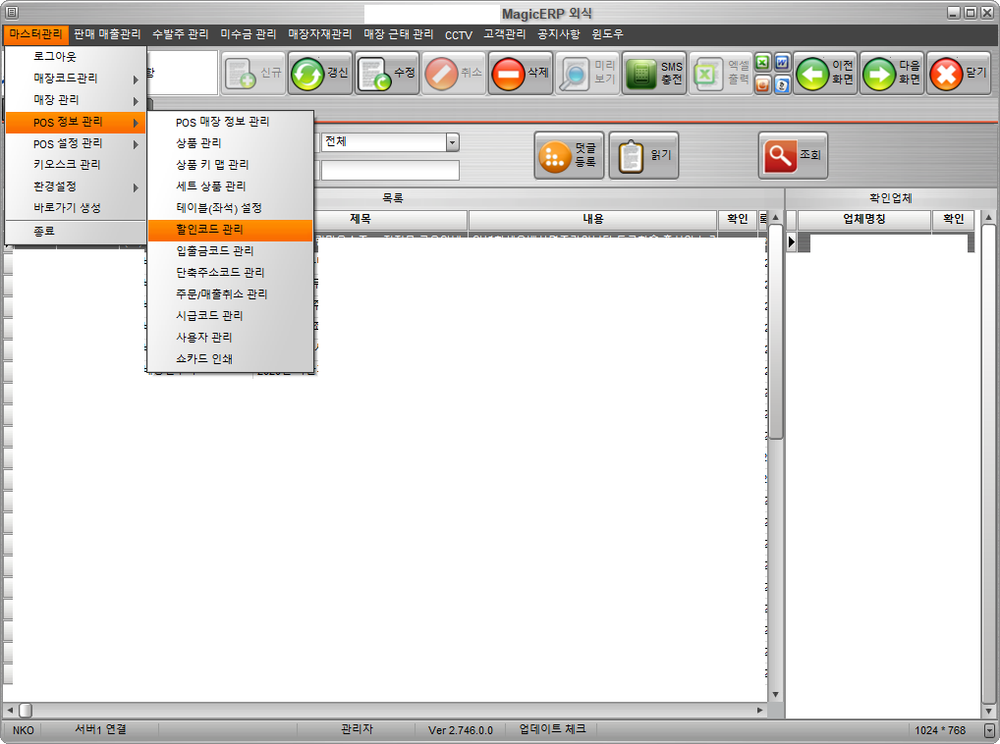 MagicERP 외식
마스터관리 판매 매출관리 수발주 관리 미수금 관리 매장자재관리 매장 근태 관리 CCTV 고객관리 공지사항 윈도우
신규 갱신 수정 취소 삭제 미리보기 SMS 충전 엑셀 출력 이전 화면 다음 화면 닫기
로그아웃
매장코드관리
매장 관리
POS 정보 관리
POS 설정 관리
키오스크 관리
환경설정
바로가기 생성
종료
POS 매장 정보 관리
상품 관리
상품 키 맵 관리
세트 상품 관리
테이블(좌석) 설정
할인코드 관리
입출금코드 관리
단축주소코드 관리
주문/매출취소 관리
시급코드 관리
사용자 관리
쇼카드 인쇄
전체
덧글 등록 읽기 조회
목록 확인업체
제목 내용 확인 업체명칭 확인
NKO 서버1 연결 관리자 Ver 2.746.0.0 업데이트 체크 1024 * 768